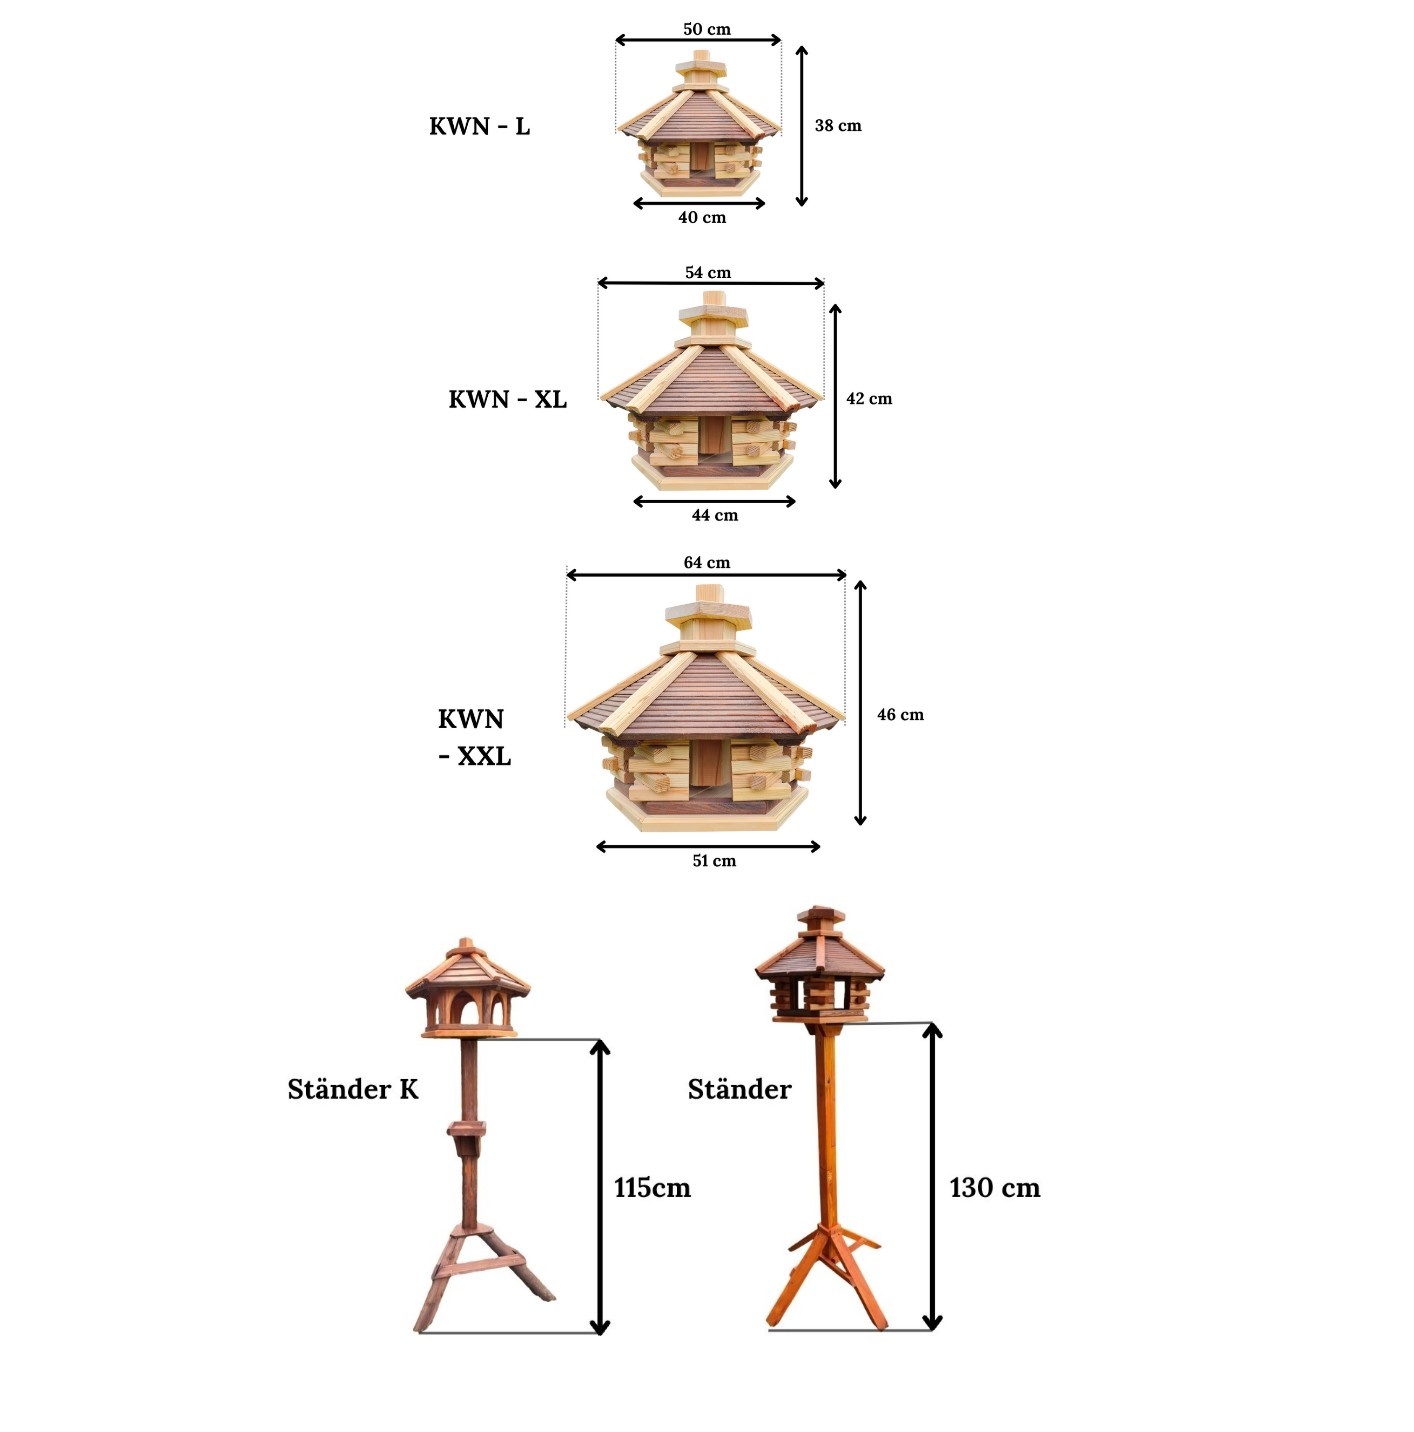 50 cm
KWN - L
38 cm
40 cm
54 cm
KWN - XL
42 cm
44 cm
64 cm
KWN
- XXL
46 cm
51 cm
Ständer K
115cm
Ständer
130 cm